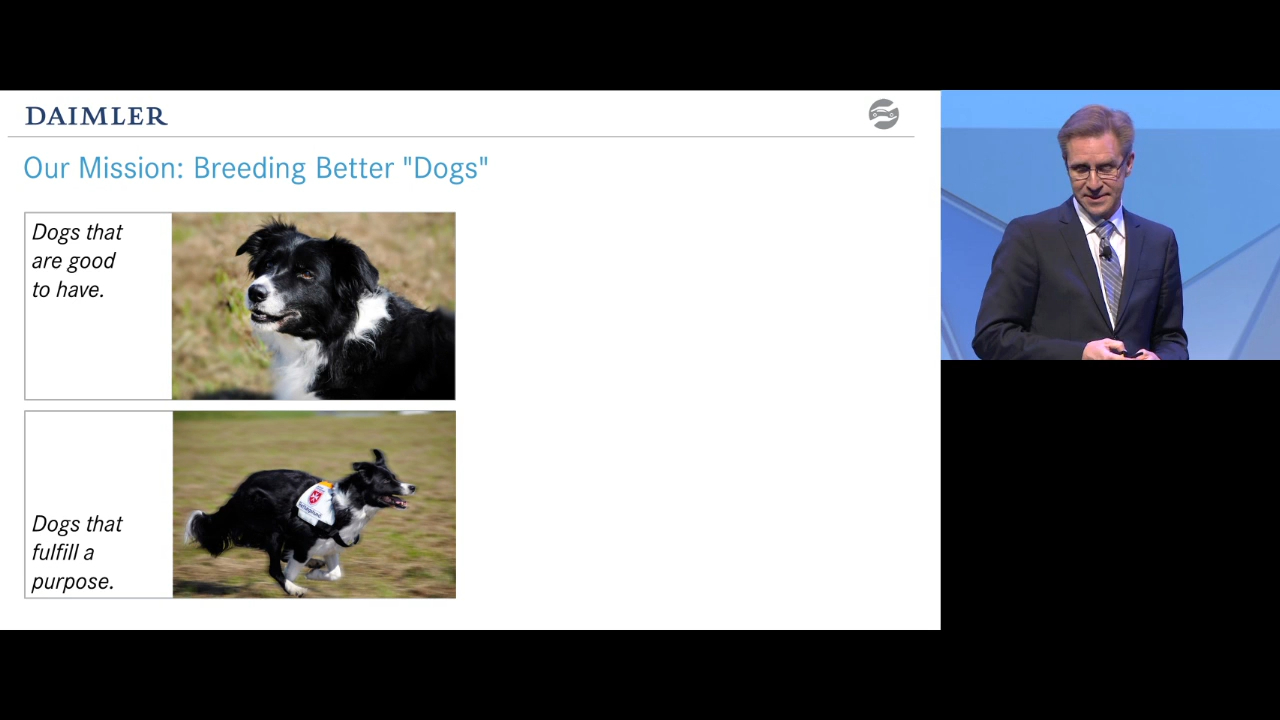 DAIMLER
Our Mission: Breeding Better "Dogs"
Dogs that
are good
to have.
Dogs that
fulfill a
purpose.